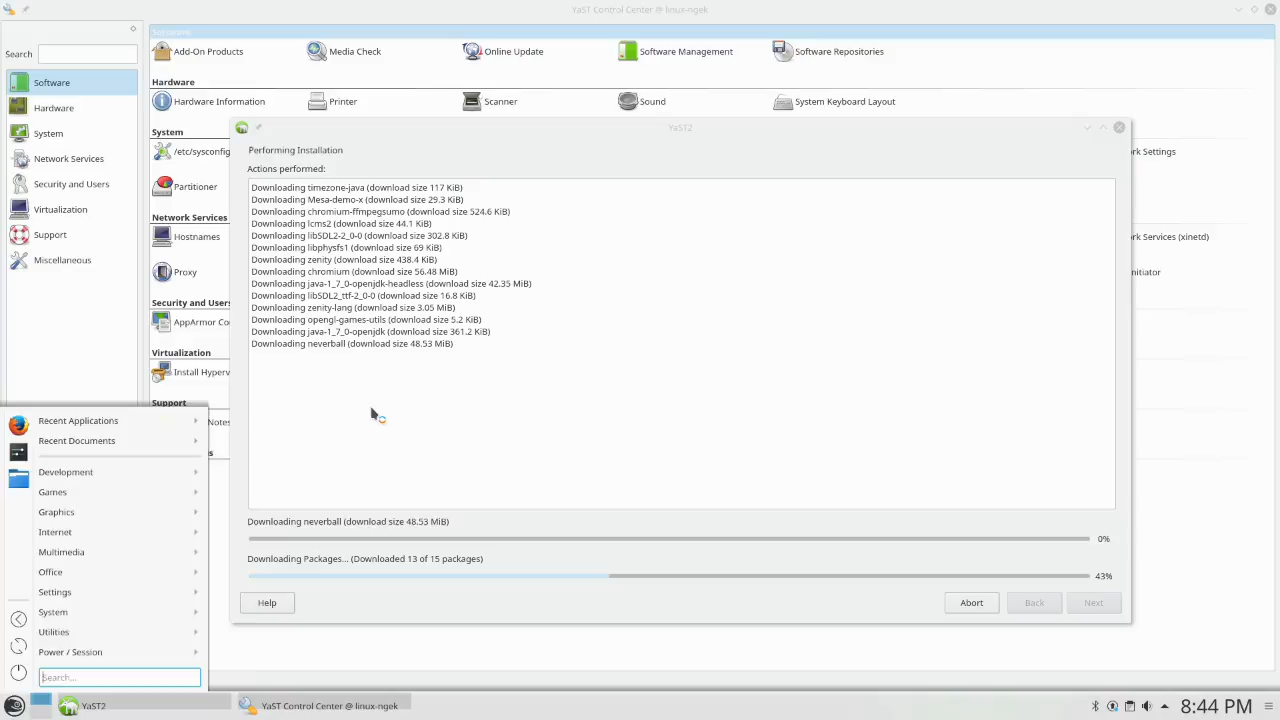 YaST Control Center @ linux-ngek
Search
Software
Hardware
System
Network Services
Security and Users
Virtualization
Support
Miscellaneous
Software
Add-On Products
Media Check
Online Update
Software Management
Software Repositories
Hardware
Hardware Information
Printer
Scanner
Sound
System Keyboard Layout
System
/etc/sysconfig
rk Settings
Partitioner
Network Services
Hostnames
rk Services (xinetd)
Proxy
nitiator
Security and Users
AppArmor Co
Virtualization
Install Hyperv
Support
Notes
s
YaST2
Performing Installation
Actions performed:
Downloading timezone-java (download size 117 KiB)
Downloading Mesa-demo-x (download size 29.3 KiB)
Downloading chromium-ffmpegsumo (download size 524.6 KiB)
Downloading lcms2 (download size 44.1 KiB)
Downloading libSDL2-2_0-0 (download size 302.8 KiB)
Downloading libphysfs1 (download size 69 KiB)
Downloading zenity (download size 438.4 KiB)
Downloading chromium (download size 56.48 MiB)
Downloading java-1_7_0-openjdk-headless (download size 42.35 MiB)
Downloading libSDL2_ttf-2_0-0 (download size 16.8 KiB)
Downloading zenity-lang (download size 3.05 MiB)
Downloading opengl-games-utils (download size 5.2 KiB)
Downloading java-1_7_0-openjdk (download size 361.2 KiB)
Downloading neverball (download size 48.53 MiB)
Downloading neverball (download size 48.53 MiB)
0%
Downloading Packages... (Downloaded 13 of 15 packages)
43%
Help
Abort
Back
Next
Recent Applications
Recent Documents
Development
Games
Graphics
Internet
Multimedia
Office
Settings
System
Utilities
Power / Session
Search...
YaST2
YaST Control Center @ linux-ngek
8:44 PM